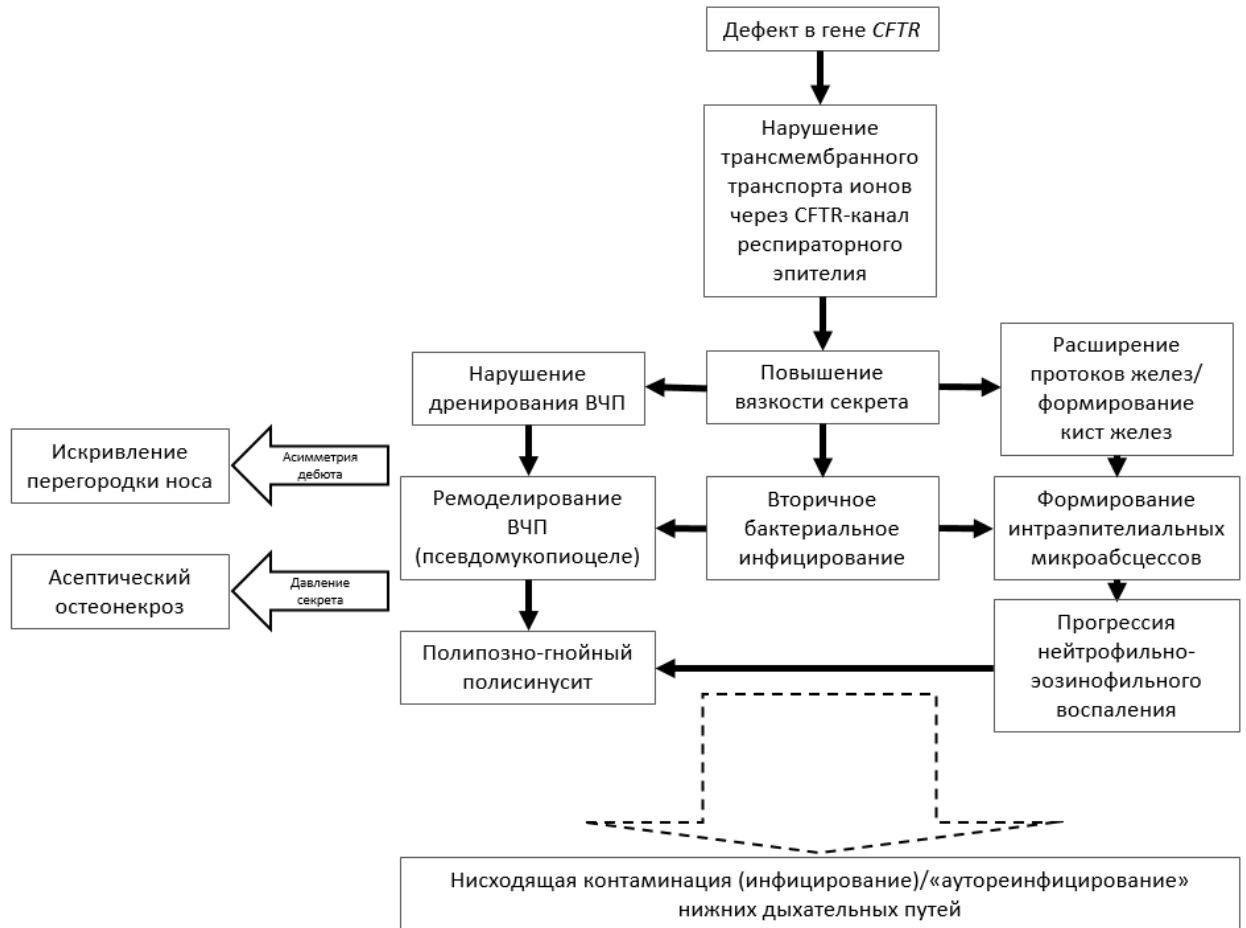 Дефект в гене CFTR
Нарушение
трансмембранного
транспорта ионов
через CFTR-канал
респираторного
эпителия
Нарушение
дренирования ВЧП
Повышение
вязкости секрета
Расширение
протоков желез/
формирование
кист желез
Искривление
перегородки носа
Асимметрия
дебюта
Ремоделирование
ВЧП
(псевдомукопиоцеле)
Вторичное
бактериальное
инфицирование
Формирование
интраэпителиальных
микроабсцессов
Асептический
остеонекроз
Давление
секрета
Полипозно-гнойный
полисинусит
Прогрессия
нейтрофильно-
эозинофильного
воспаления
Нисходящая контаминация (инфицирование)/«аутореинфицирование»
нижних дыхательных путей